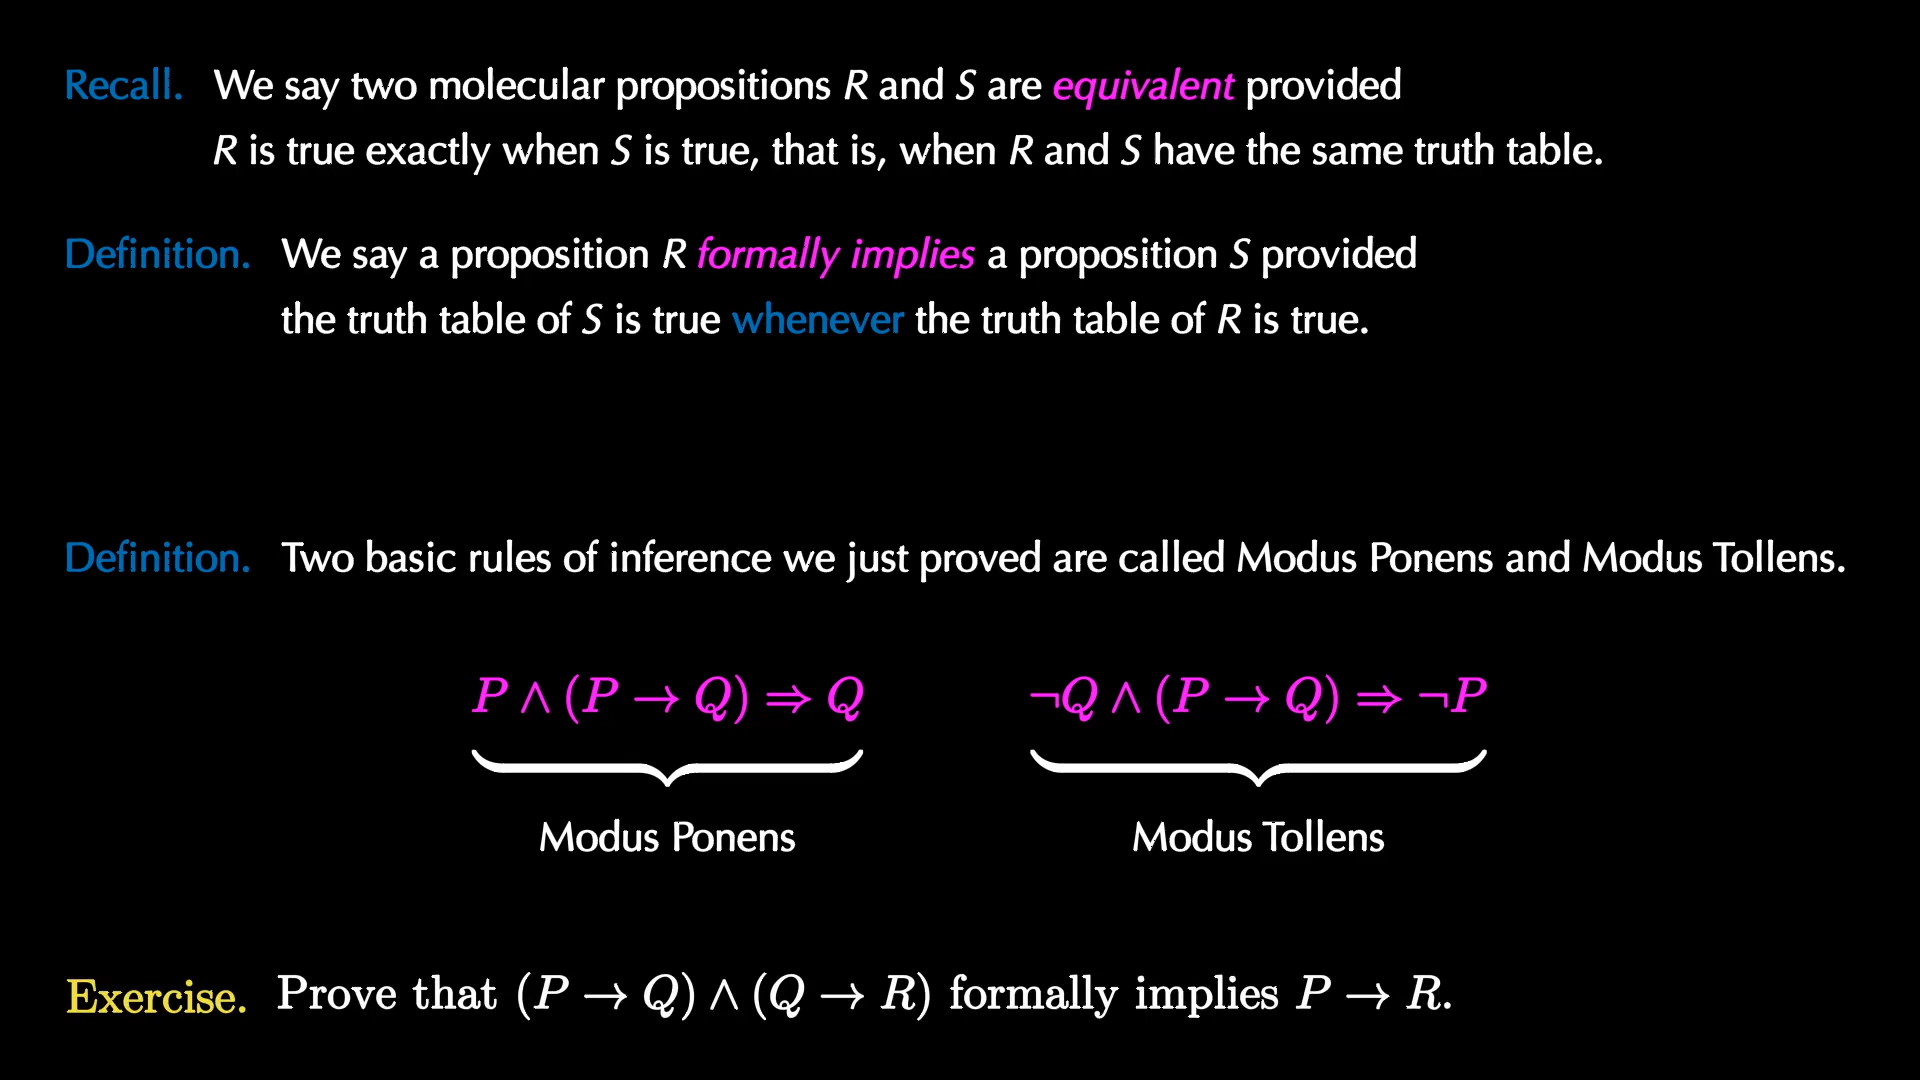 Recall. We say two molecular propositions R and S are equivalent provided
R is true exactly when S is true, that is, when R and S have the same truth table.
Definition. We say a proposition R formally implies a proposition S provided
the truth table of S is true whenever the truth table of R is true.
Definition. Two basic rules of inference we just proved are called Modus Ponens and Modus Tollens.
P ∧ (P → Q) ⇒ Q ¬Q ∧ (P → Q) ⇒ ¬P
Modus Ponens Modus Tollens
Exercise. Prove that (P → Q) ∧ (Q → R) formally implies P → R.